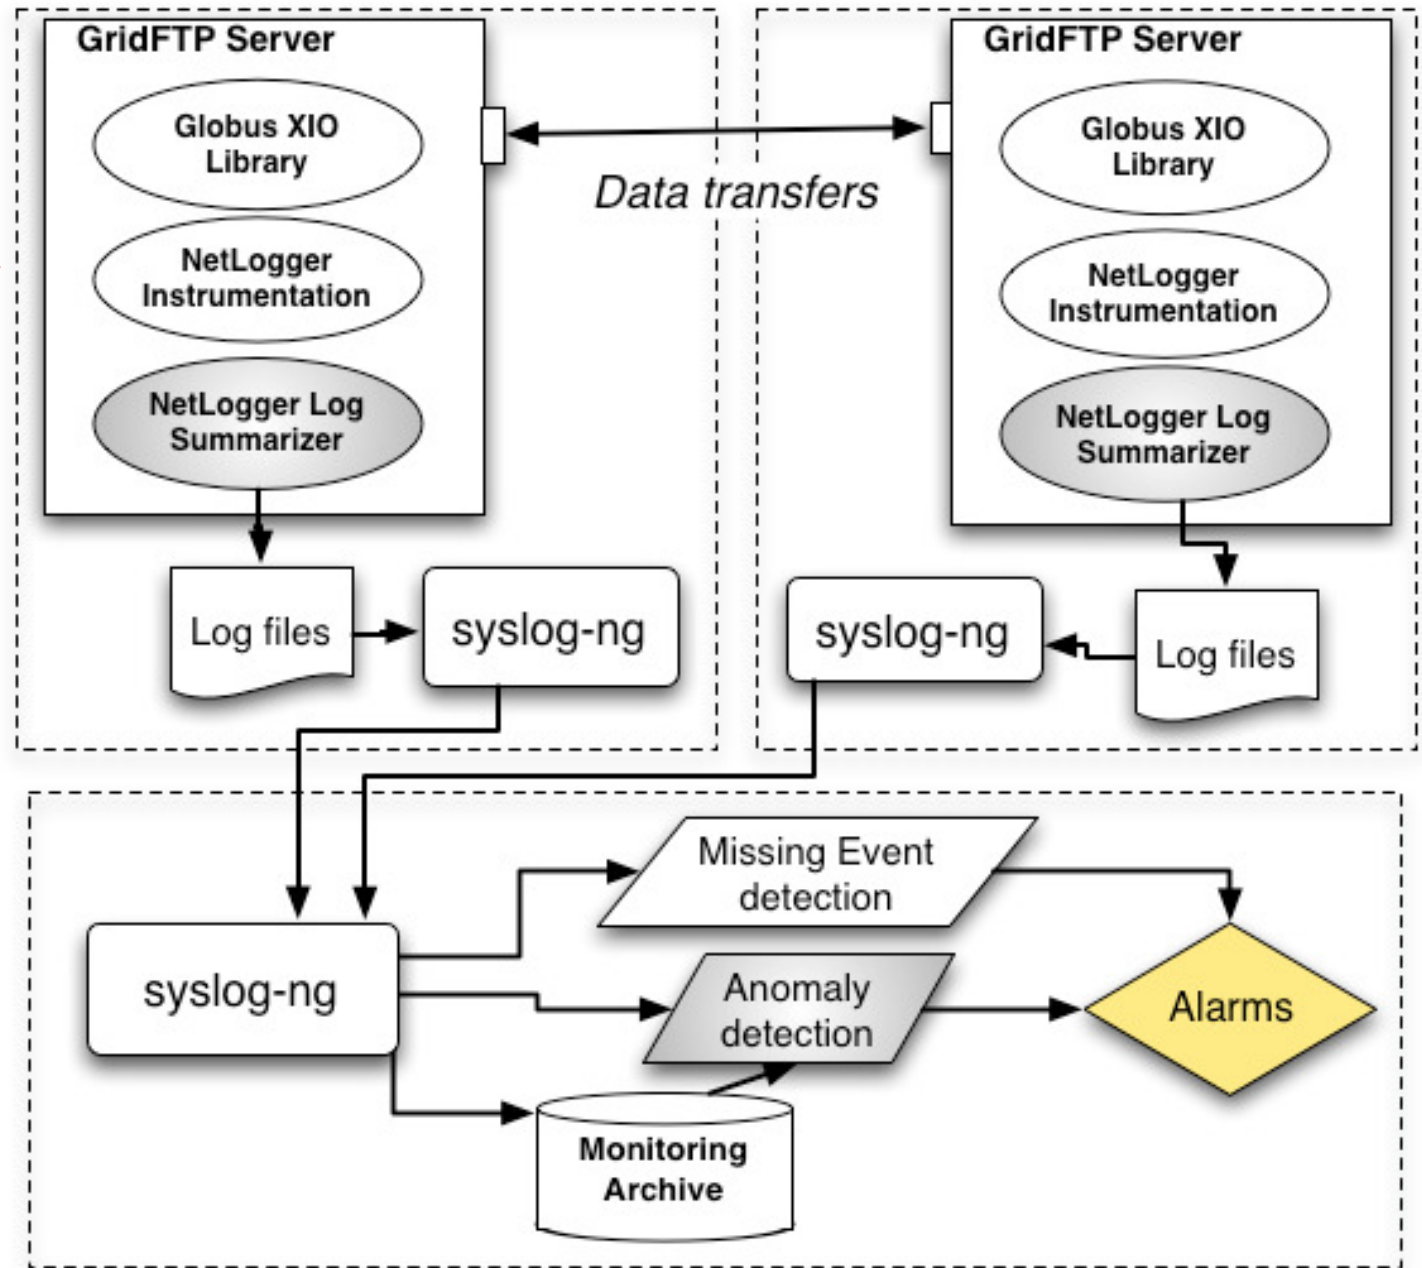 GridFTP Server
Globus XIO
Library
NetLogger
Instrumentation
NetLogger Log
Summarizer
Log files
syslog-ng
Data transfers
GridFTP Server
Globus XIO
Library
NetLogger
Instrumentation
NetLogger Log
Summarizer
syslog-ng
Log files
syslog-ng
Missing Event
detection
Anomaly
detection
Alarms
Monitoring
Archive